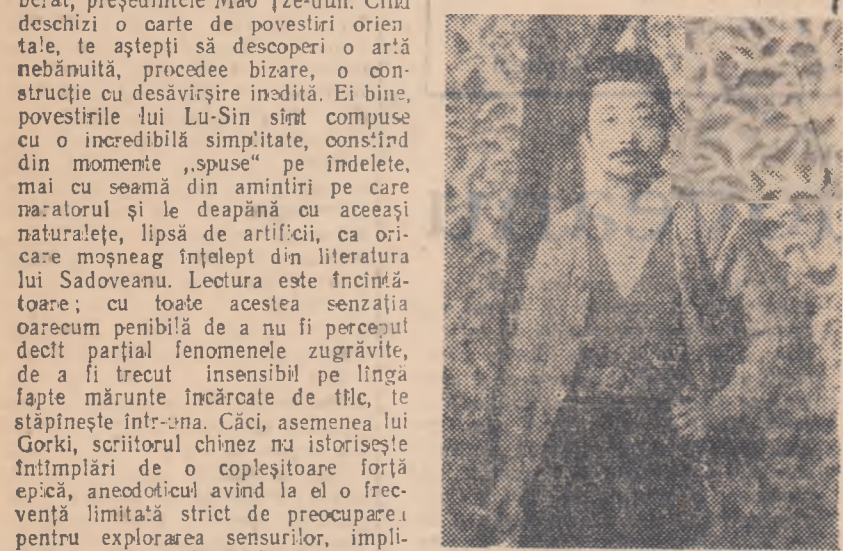 berat, președintele Mao Țze-dun. Cînd
deschizi o carte de povestiri orien
tale, te aștepți să descoperi o artă
nebănuită, procedee bizare, o con-
strucție cu desăvîrșire inedită. Ei bine,
povestirile lui Lu-Sin sînt compuse
cu o incredibilă simplitate, constînd
din momente „spuse“ pe îndelete,
mai cu seamă din amintiri pe care
naratorul și le deapănă cu aceeași
naturalețe, lipsă de artificii, ca ori-
care moșneag înțelept din literatura
lui Sadoveanu. Lectura este încîntă-
toare; cu toate acestea senzația
oarecum penibilă de a nu fi perceput
decît parțial fenomenele zugrăvite,
de a fi trecut insensibil pe lîngă
fapte mărunte încărcate de tîlc, te
stăpînește într-una. Căci, asemenea lui
Gorki, scriitorul chinez nu istorisește
întîmplări de o copleșitoare forță
epică, anecdoticul avînd la el o frec-
vență limitată strict de preocuparea
pentru explorarea sensurilor, impli-